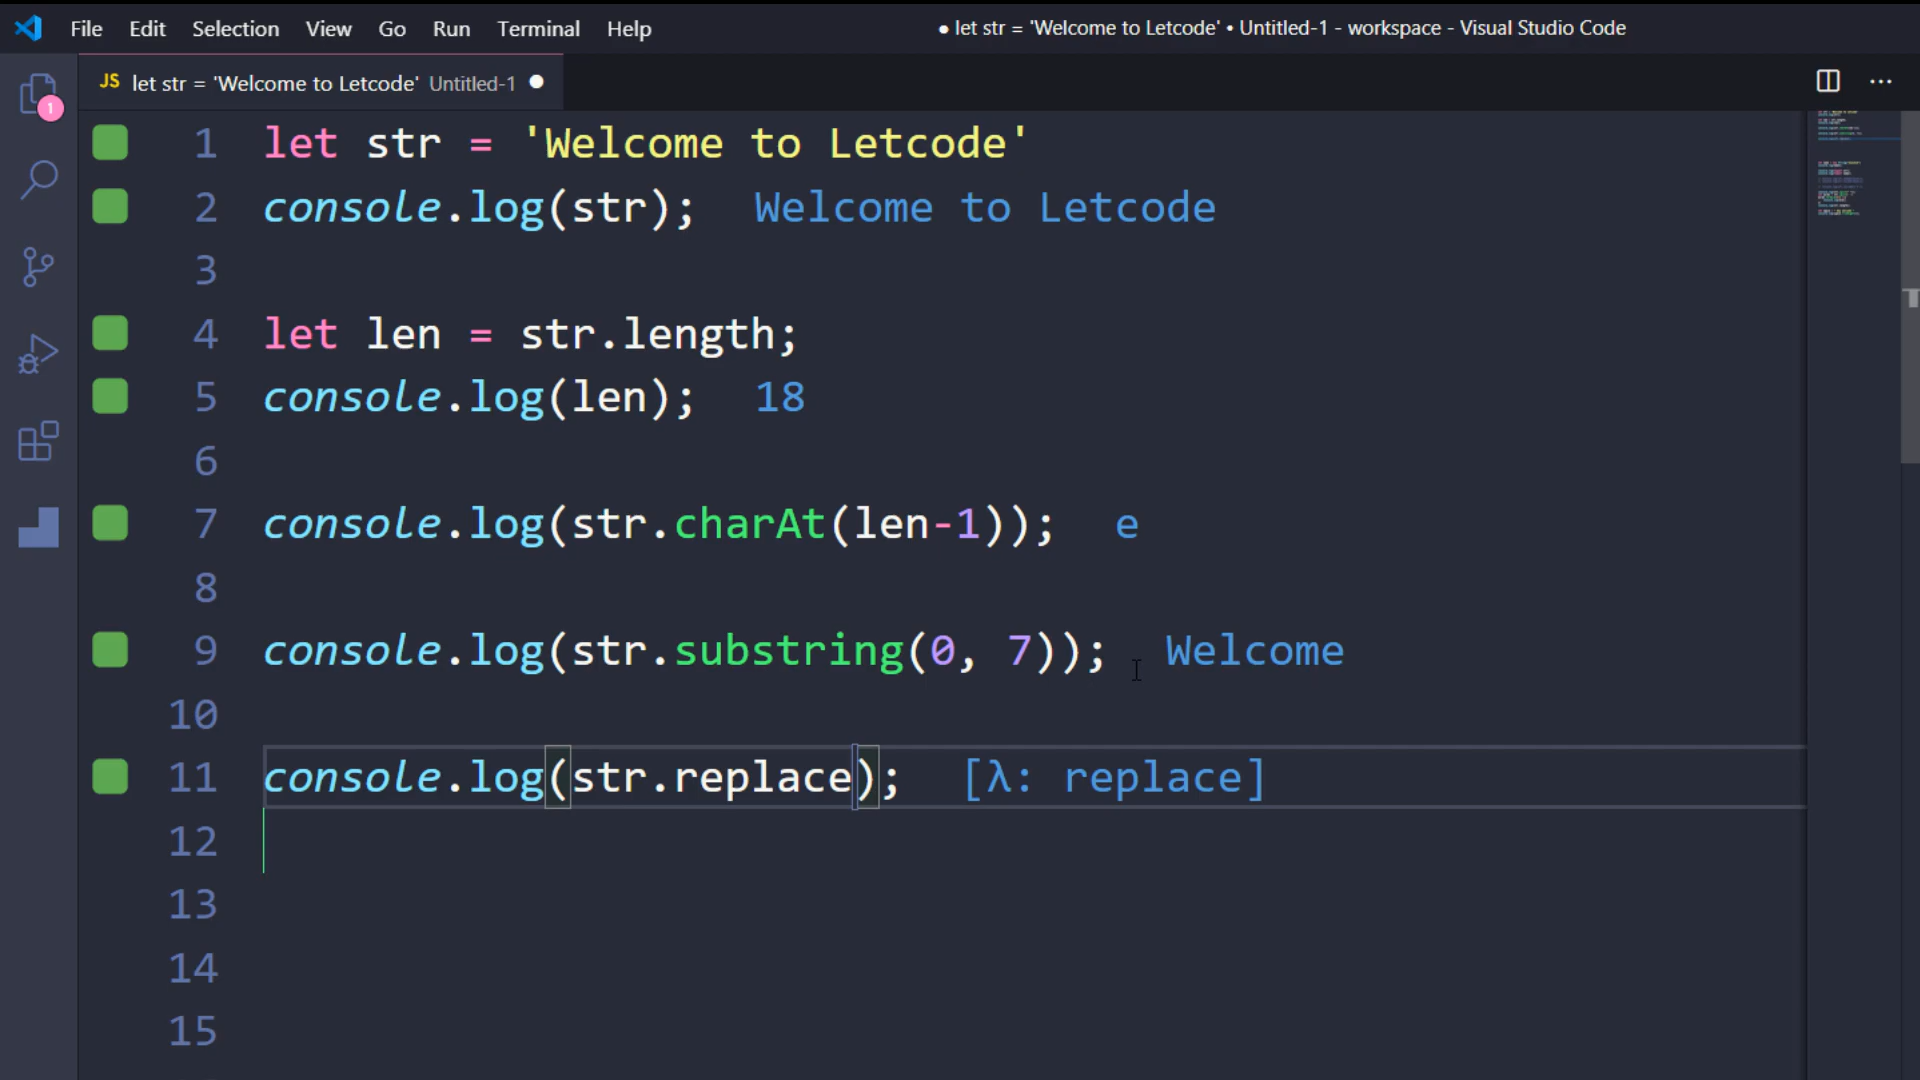 File Edit Selection View Go Run Terminal Help ● let str = 'Welcome to Letcode' • Untitled-1 - workspace - Visual Studio Code
JS let str = 'Welcome to Letcode' Untitled-1 ●
1
1 let str = 'Welcome to Letcode'
2 console.log(str); Welcome to Letcode
3
4 let len = str.length;
5 console.log(len); 18
6
7 console.log(str.charAt(len-1)); e
8
9 console.log(str.substring(0, 7)); Welcome
10
11 console.log(str.replace); [λ: replace]
12
13
14
15